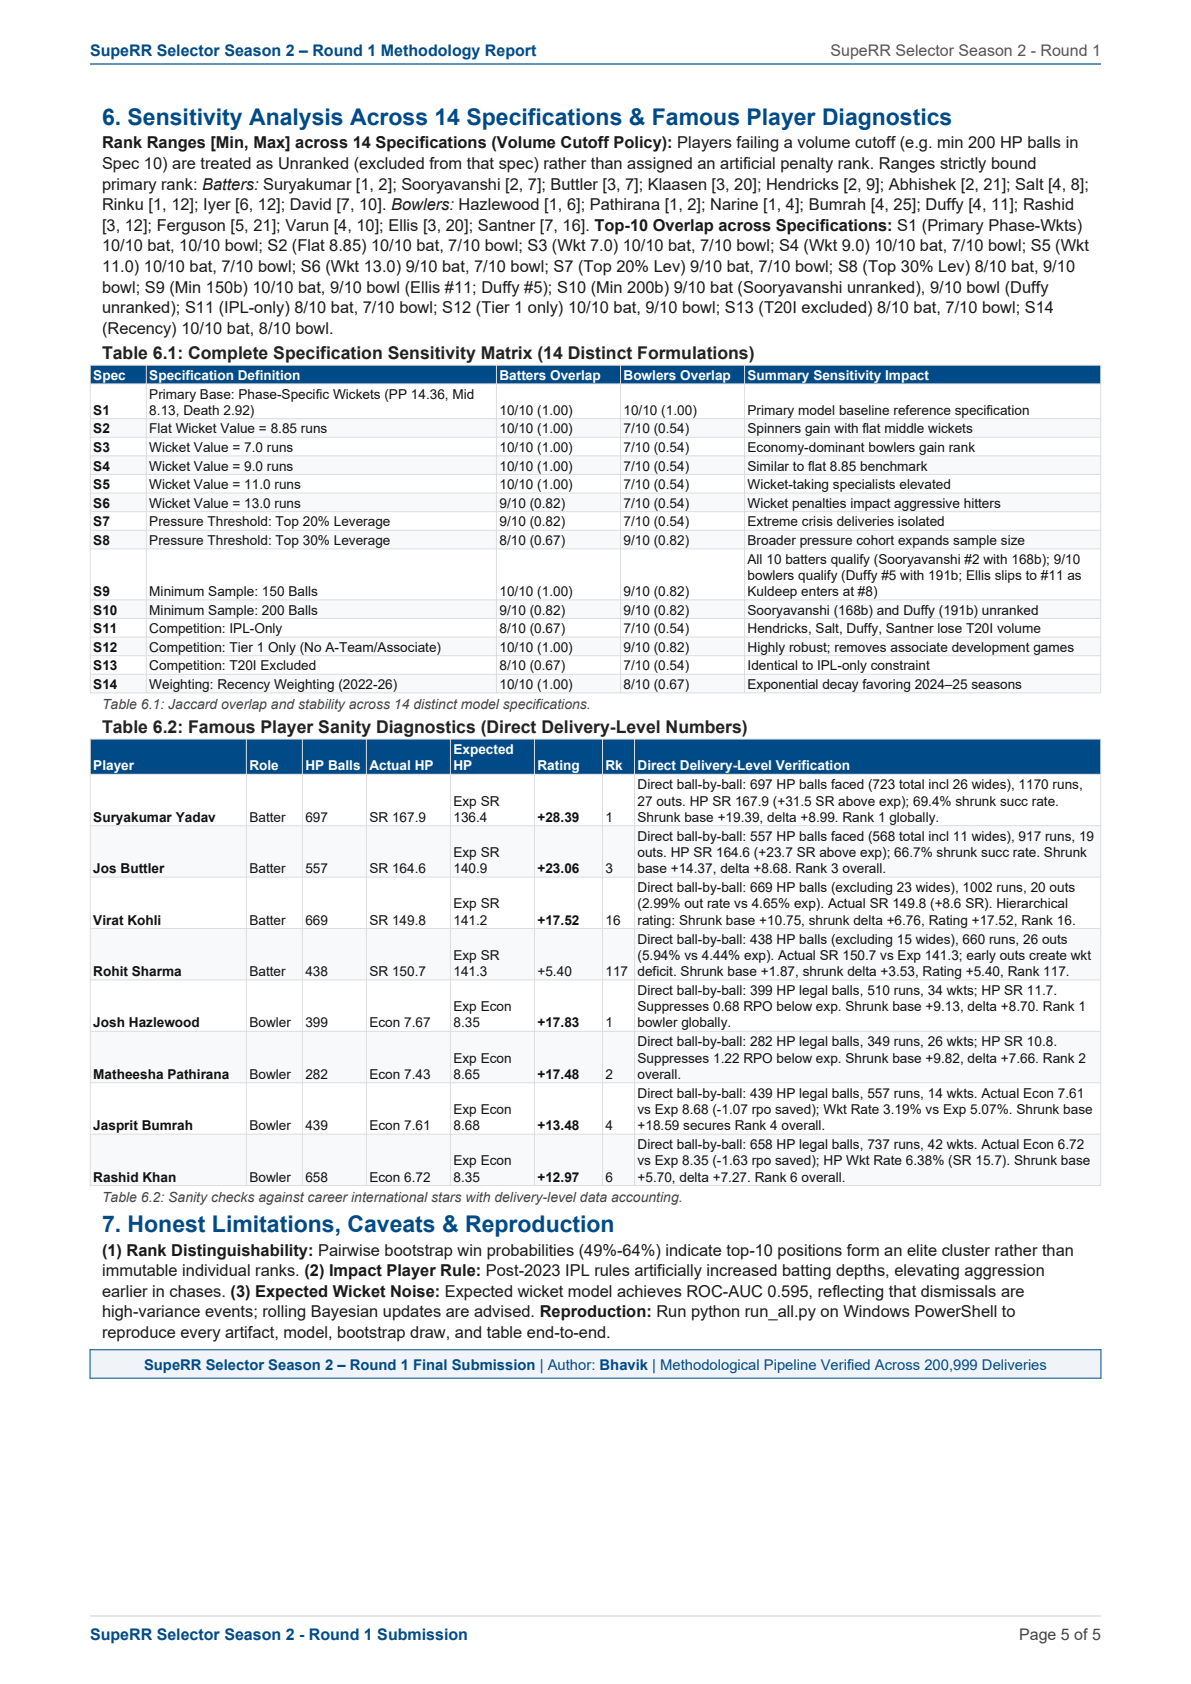 SupeRR Selector Season 2 – Round 1 Methodology Report
SupeRR Selector Season 2 - Round 1
6. Sensitivity Analysis Across 14 Specifications & Famous Player Diagnostics
Rank Ranges [Min, Max] across 14 Specifications (Volume Cutoff Policy): Players failing a volume cutoff (e.g. min 200 HP balls in
Spec 10) are treated as Unranked (excluded from that spec) rather than assigned an artificial penalty rank. Ranges strictly bound
primary rank: Batters: Suryakumar [1, 2]; Sooryavanshi [2, 7]; Buttler [3, 7]; Klaasen [3, 20]; Hendricks [2, 9]; Abhishek [2, 21]; Salt [4, 8];
Rinku [1, 12]; Iyer [6, 12]; David [7, 10]. Bowlers: Hazlewood [1, 6]; Pathirana [1, 2]; Narine [1, 4]; Bumrah [4, 25]; Duffy [4, 11]; Rashid
[3, 12]; Ferguson [5, 21]; Varun [4, 10]; Ellis [3, 20]; Santner [7, 16]. Top-10 Overlap across Specifications: S1 (Primary Phase-Wkts)
10/10 bat, 10/10 bowl; S2 (Flat 8.85) 10/10 bat, 7/10 bowl; S3 (Wkt 7.0) 10/10 bat, 7/10 bowl; S4 (Wkt 9.0) 10/10 bat, 7/10 bowl; S5 (Wkt
11.0) 10/10 bat, 7/10 bowl; S6 (Wkt 13.0) 9/10 bat, 7/10 bowl; S7 (Top 20% Lev) 9/10 bat, 7/10 bowl; S8 (Top 30% Lev) 8/10 bat, 9/10
bowl; S9 (Min 150b) 10/10 bat, 9/10 bowl (Ellis #11; Duffy #5); S10 (Min 200b) 9/10 bat (Sooryavanshi unranked), 9/10 bowl (Duffy
unranked); S11 (IPL-only) 8/10 bat, 7/10 bowl; S12 (Tier 1 only) 10/10 bat, 9/10 bowl; S13 (T20I excluded) 8/10 bat, 7/10 bowl; S14
(Recency) 10/10 bat, 8/10 bowl.
Table 6.1: Complete Specification Sensitivity Matrix (14 Distinct Formulations)
Spec Specification Definition Batters Overlap Bowlers Overlap Summary Sensitivity Impact
Primary Base: Phase-Specific Wickets (PP 14.36, Mid
S1 8.13, Death 2.92) 10/10 (1.00) 10/10 (1.00) Primary model baseline reference specification
S2 Flat Wicket Value = 8.85 runs 10/10 (1.00) 7/10 (0.54) Spinners gain with flat middle wickets
S3 Wicket Value = 7.0 runs 10/10 (1.00) 7/10 (0.54) Economy-dominant bowlers gain rank
S4 Wicket Value = 9.0 runs 10/10 (1.00) 7/10 (0.54) Similar to flat 8.85 benchmark
S5 Wicket Value = 11.0 runs 10/10 (1.00) 7/10 (0.54) Wicket-taking specialists elevated
S6 Wicket Value = 13.0 runs 9/10 (0.82) 7/10 (0.54) Wicket penalties impact aggressive hitters
S7 Pressure Threshold: Top 20% Leverage 9/10 (0.82) 7/10 (0.54) Extreme crisis deliveries isolated
S8 Pressure Threshold: Top 30% Leverage 8/10 (0.67) 9/10 (0.82) Broader pressure cohort expands sample size
All 10 batters qualify (Sooryavanshi #2 with 168b); 9/10
bowlers qualify (Duffy #5 with 191b; Ellis slips to #11 as
S9 Minimum Sample: 150 Balls 10/10 (1.00) 9/10 (0.82) Kuldeep enters at #8)
S10 Minimum Sample: 200 Balls 9/10 (0.82) 9/10 (0.82) Sooryavanshi (168b) and Duffy (191b) unranked
S11 Competition: IPL-Only 8/10 (0.67) 7/10 (0.54) Hendricks, Salt, Duffy, Santner lose T20I volume
S12 Competition: Tier 1 Only (No A-Team/Associate) 10/10 (1.00) 9/10 (0.82) Highly robust; removes associate development games
S13 Competition: T20I Excluded 8/10 (0.67) 7/10 (0.54) Identical to IPL-only constraint
S14 Weighting: Recency Weighting (2022-26) 10/10 (1.00) 8/10 (0.67) Exponential decay favoring 2024–25 seasons
Table 6.1: Jaccard overlap and stability across 14 distinct model specifications.
Table 6.2: Famous Player Sanity Diagnostics (Direct Delivery-Level Numbers)
Expected
Player Role HP Balls Actual HP HP Rating Rk Direct Delivery-Level Verification
Direct ball-by-ball: 697 HP balls faced (723 total incl 26 wides), 1170 runs,
Exp SR 27 outs. HP SR 167.9 (+31.5 SR above exp); 69.4% shrunk succ rate.
Suryakumar Yadav Batter 697 SR 167.9 136.4 +28.39 1 Shrunk base +19.39, delta +8.99. Rank 1 globally.
Direct ball-by-ball: 557 HP balls faced (568 total incl 11 wides), 917 runs, 19
Exp SR outs. HP SR 164.6 (+23.7 SR above exp); 66.7% shrunk succ rate. Shrunk
Jos Buttler Batter 557 SR 164.6 140.9 +23.06 3 base +14.37, delta +8.68. Rank 3 overall.
Direct ball-by-ball: 669 HP balls (excluding 23 wides), 1002 runs, 20 outs
Exp SR (2.99% out rate vs 4.65% exp). Actual SR 149.8 (+8.6 SR). Hierarchical
Virat Kohli Batter 669 SR 149.8 141.2 +17.52 16 rating: Shrunk base +10.75, shrunk delta +6.76, Rating +17.52, Rank 16.
Direct ball-by-ball: 438 HP balls (excluding 15 wides), 660 runs, 26 outs
Exp SR (5.94% vs 4.44% exp). Actual SR 150.7 vs Exp 141.3; early outs create wkt
Rohit Sharma Batter 438 SR 150.7 141.3 +5.40 117 deficit. Shrunk base +1.87, shrunk delta +3.53, Rating +5.40, Rank 117.
Direct ball-by-ball: 399 HP legal balls, 510 runs, 34 wkts; HP SR 11.7.
Exp Econ Suppresses 0.68 RPO below exp. Shrunk base +9.13, delta +8.70. Rank 1
Josh Hazlewood Bowler 399 Econ 7.67 8.35 +17.83 1 bowler globally.
Direct ball-by-ball: 282 HP legal balls, 349 runs, 26 wkts; HP SR 10.8.
Exp Econ Suppresses 1.22 RPO below exp. Shrunk base +9.82, delta +7.66. Rank 2
Matheesha Pathirana Bowler 282 Econ 7.43 8.65 +17.48 2 overall.
Direct ball-by-ball: 439 HP legal balls, 557 runs, 14 wkts. Actual Econ 7.61
Exp Econ vs Exp 8.68 (-1.07 rpo saved); Wkt Rate 3.19% vs Exp 5.07%. Shrunk base
Jasprit Bumrah Bowler 439 Econ 7.61 8.68 +13.48 4 +18.59 secures Rank 4 overall.
Direct ball-by-ball: 658 HP legal balls, 737 runs, 42 wkts. Actual Econ 6.72
Exp Econ vs Exp 8.35 (-1.63 rpo saved); HP Wkt Rate 6.38% (SR 15.7). Shrunk base
Rashid Khan Bowler 658 Econ 6.72 8.35 +12.97 6 +5.70, delta +7.27. Rank 6 overall.
Table 6.2: Sanity checks against career international stars with delivery-level data accounting.
7. Honest Limitations, Caveats & Reproduction
(1) Rank Distinguishability: Pairwise bootstrap win probabilities (49%-64%) indicate top-10 positions form an elite cluster rather than
immutable individual ranks. (2) Impact Player Rule: Post-2023 IPL rules artificially increased batting depths, elevating aggression
earlier in chases. (3) Expected Wicket Noise: Expected wicket model achieves ROC-AUC 0.595, reflecting that dismissals are
high-variance events; rolling Bayesian updates are advised. Reproduction: Run python run_all.py on Windows PowerShell to
reproduce every artifact, model, bootstrap draw, and table end-to-end.
SupeRR Selector Season 2 – Round 1 Final Submission | Author: Bhavik | Methodological Pipeline Verified Across 200,999 Deliveries
SupeRR Selector Season 2 - Round 1 Submission
Page 5 of 5